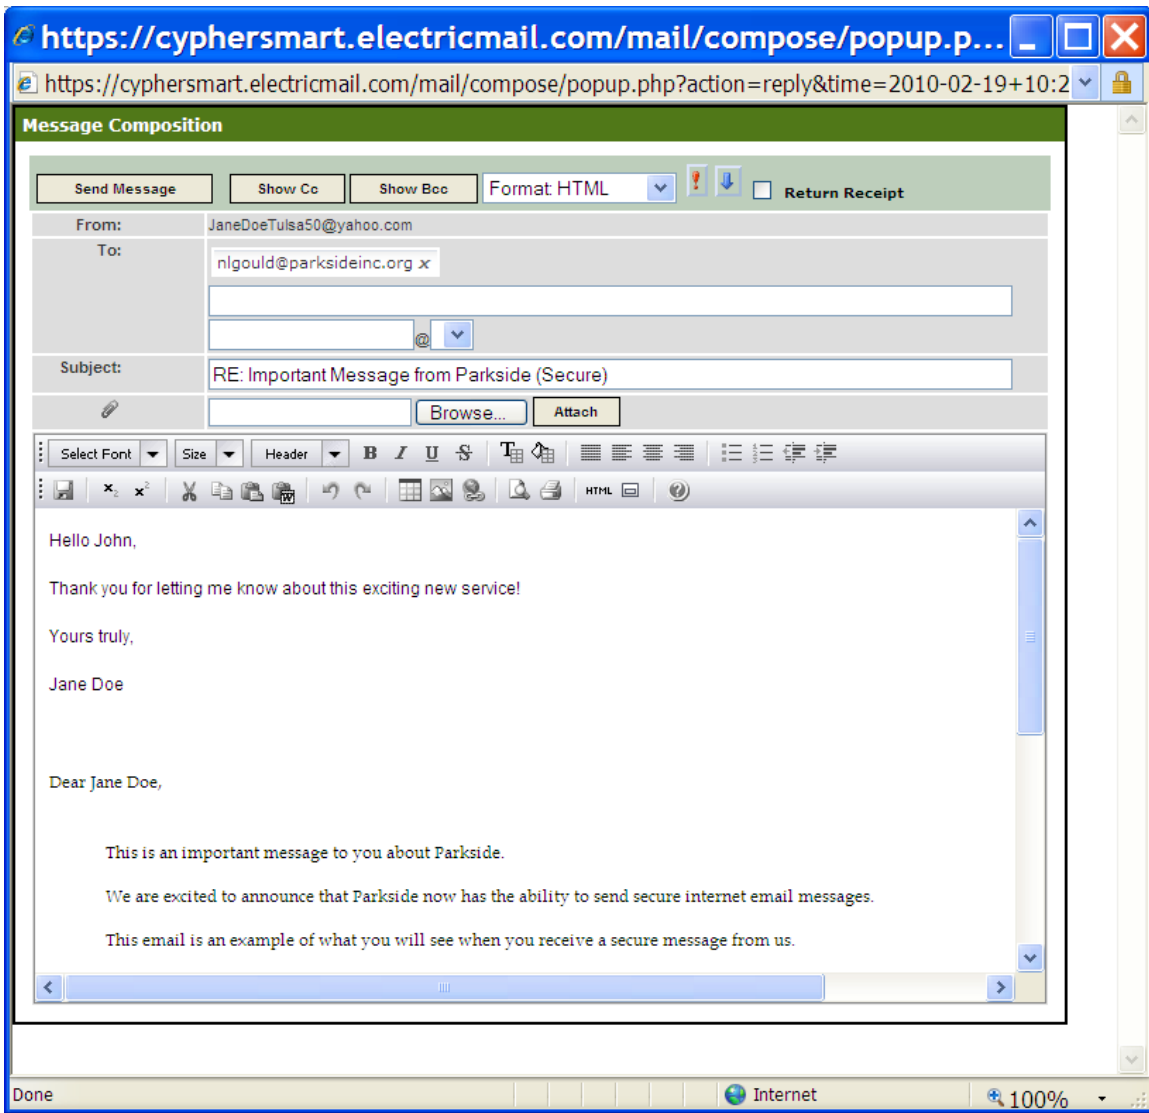 https://cyphersmart.electricmail.com/mail/compose/popup.p...
https://cyphersmart.electricmail.com/mail/compose/popup.php?action=reply&time=2010-02-19+10:2
Message Composition
Send Message Show Cc Show Bcc Format: HTML Return Receipt
From: JaneDoeTulsa50@yahoo.com
To:
nlgould@parksideinc.org x
@
Subject: RE: Important Message from Parkside (Secure)
Browse... Attach
Select Font Size Header B I U S T
x₂ x² W HTML ?
Hello John,
Thank you for letting me know about this exciting new service!
Yours truly,
Jane Doe
Dear Jane Doe,
This is an important message to you about Parkside.
We are excited to announce that Parkside now has the ability to send secure internet email messages.
This email is an example of what you will see when you receive a secure message from us.
Done Internet 100%